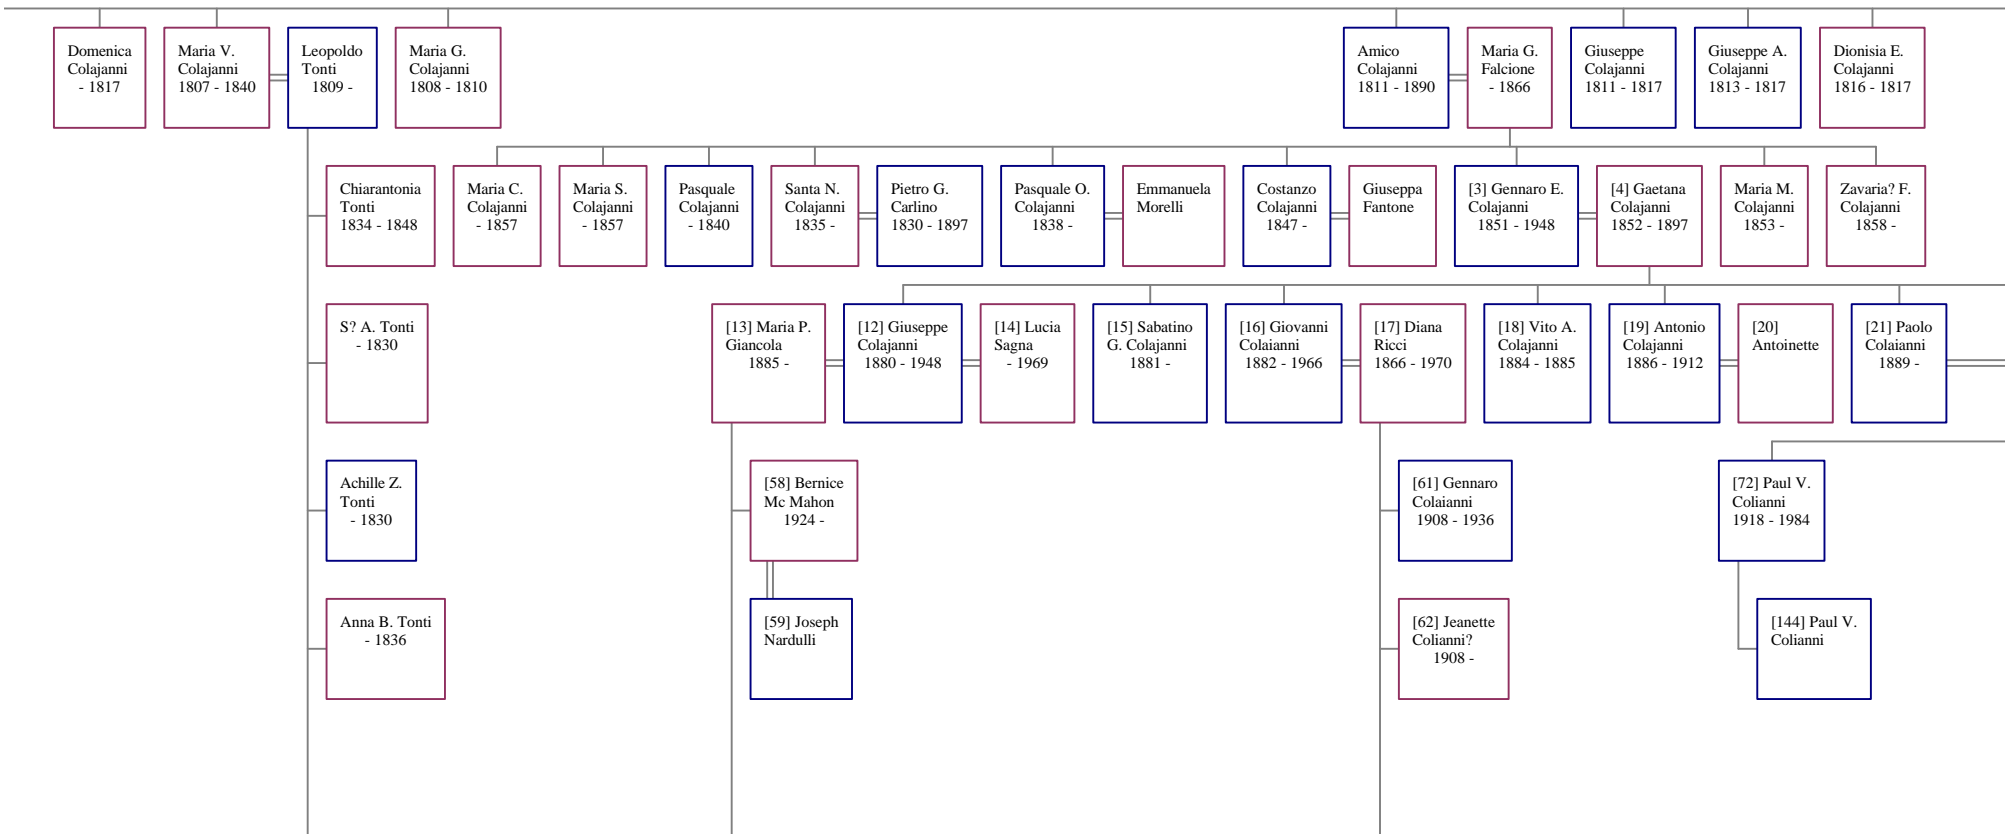 Domenica
Colajanni
- 1817
Maria V.
Colajanni
1807 - 1840
Leopoldo
Tonti
1809 -
Maria G.
Colajanni
1808 - 1810
Amico
Colajanni
1811 - 1890
Maria G.
Falcione
- 1866
Giuseppe
Colajanni
1811 - 1817
Giuseppe A.
Colajanni
1813 - 1817
Dionisia E.
Colajanni
1816 - 1817
Chiarantonia
Tonti
1834 - 1848
Maria C.
Colajanni
- 1857
Maria S.
Colajanni
- 1857
Pasquale
Colajanni
- 1840
Santa N.
Colajanni
1835 -
Pietro G.
Carlino
1830 - 1897
Pasquale O.
Colajanni
1838 -
Emmanuela
Morelli
Costanzo
Colajanni
1847 -
Giuseppa
Fantone
[3] Gennaro E.
Colajanni
1851 - 1948
[4] Gaetana
Colajanni
1852 - 1897
Maria M.
Colajanni
1853 -
Zavaria? F.
Colajanni
1858 -
S? A. Tonti
- 1830
[13] Maria P.
Giancola
1885 -
[12] Giuseppe
Colajanni
1880 - 1948
[14] Lucia
Sagna
- 1969
[15] Sabatino
G. Colajanni
1881 -
[16] Giovanni
Colaianni
1882 - 1966
[17] Diana
Ricci
1866 - 1970
[18] Vito A.
Colajanni
1884 - 1885
[19] Antonio
Colajanni
1886 - 1912
[20]
Antoinette
[21] Paolo
Colaianni
1889 -
Achille Z.
Tonti
- 1830
[58] Bernice
Mc Mahon
1924 -
[61] Gennaro
Colaianni
1908 - 1936
[72] Paul V.
Colianni
1918 - 1984
Anna B. Tonti
- 1836
[59] Joseph
Nardulli
[62] Jeanette
Colianni?
1908 -
[144] Paul V.
Colianni